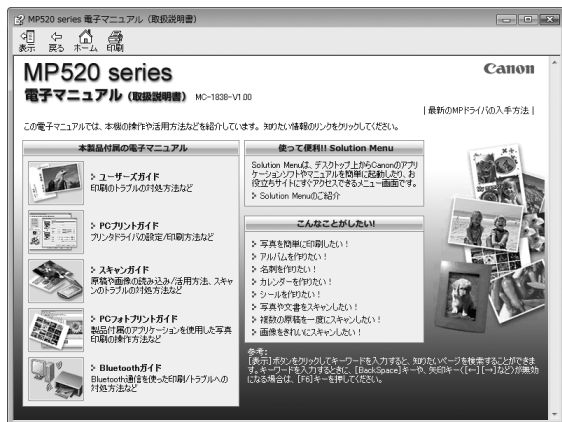 MP520 series 電子マニュアル（取扱説明書）
表示 戻る ホーム 印刷
MP520 series
Canon
電子マニュアル（取扱説明書） MC-1838-V1.00
| 最新のMPドライバの入手方法 |
この電子マニュアルでは、本機の操作や活用方法などを紹介しています。知りたい情報のリンクをクリックしてください。
本製品付属の電子マニュアル
ユーザーズガイド
印刷のトラブルの対処方法など
PCプリントガイド
プリンタドライバの設定/印刷方法など
スキャンガイド
原稿や画像の読み込み/活用方法、スキャ
ンのトラブルの対処方法など
PCフォトプリントガイド
製品付属のアプリケーションを使用した写真
印刷の操作方法など
Bluetoothガイド
Bluetooth通信を使った印刷/トラブルへの
対処方法など
使って便利!! Solution Menu
Solution Menuは、デスクトップ上からCanonのアプリ
ケーションソフトやマニュアルを簡単に起動したり、お
役立ちサイトにすぐアクセスできるメニュー画面です。
Solution Menuのご紹介
こんなことがしたい!
写真を簡単に印刷したい！
アルバムを作りたい！
名刺を作りたい！
カレンダーを作りたい！
シールを作りたい！
写真や文書をスキャンしたい！
複数の原稿を一度にスキャンしたい！
画像をきれいにスキャンしたい！
参考:
[表示]ボタンをクリックしてキーワードを入力すると、知りたいページを検索することができま
す。キーワードを入力するときに、[BackSpace]キーや、矢印キー([←] [→]など)が無効
になる場合は、[F6]キーを押してください。